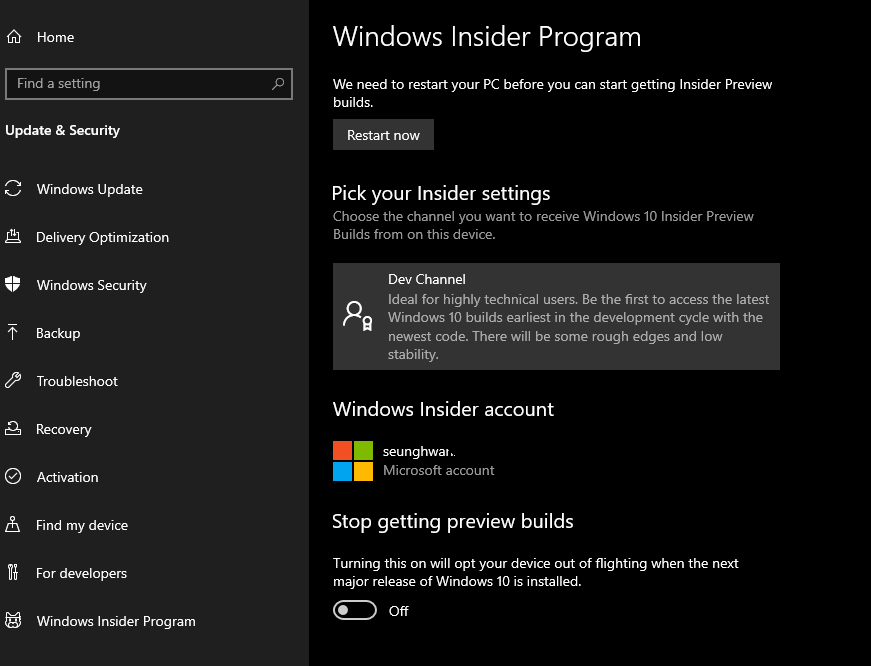 Home
Find a setting
Update & Security
Windows Update
Delivery Optimization
Windows Security
Backup
Troubleshoot
Recovery
Activation
Find my device
For developers
Windows Insider Program
Windows Insider Program
We need to restart your PC before you can start getting Insider Preview
builds.
Restart now
Pick your Insider settings
Choose the channel you want to receive Windows 10 Insider Preview
Builds from on this device.
Dev Channel
Ideal for highly technical users. Be the first to access the latest
Windows 10 builds earliest in the development cycle with the
newest code. There will be some rough edges and low
stability.
Windows Insider account
Microsoft account
Stop getting preview builds
Turning this on will opt your device out of flighting when the next
major release of Windows 10 is installed.
Off